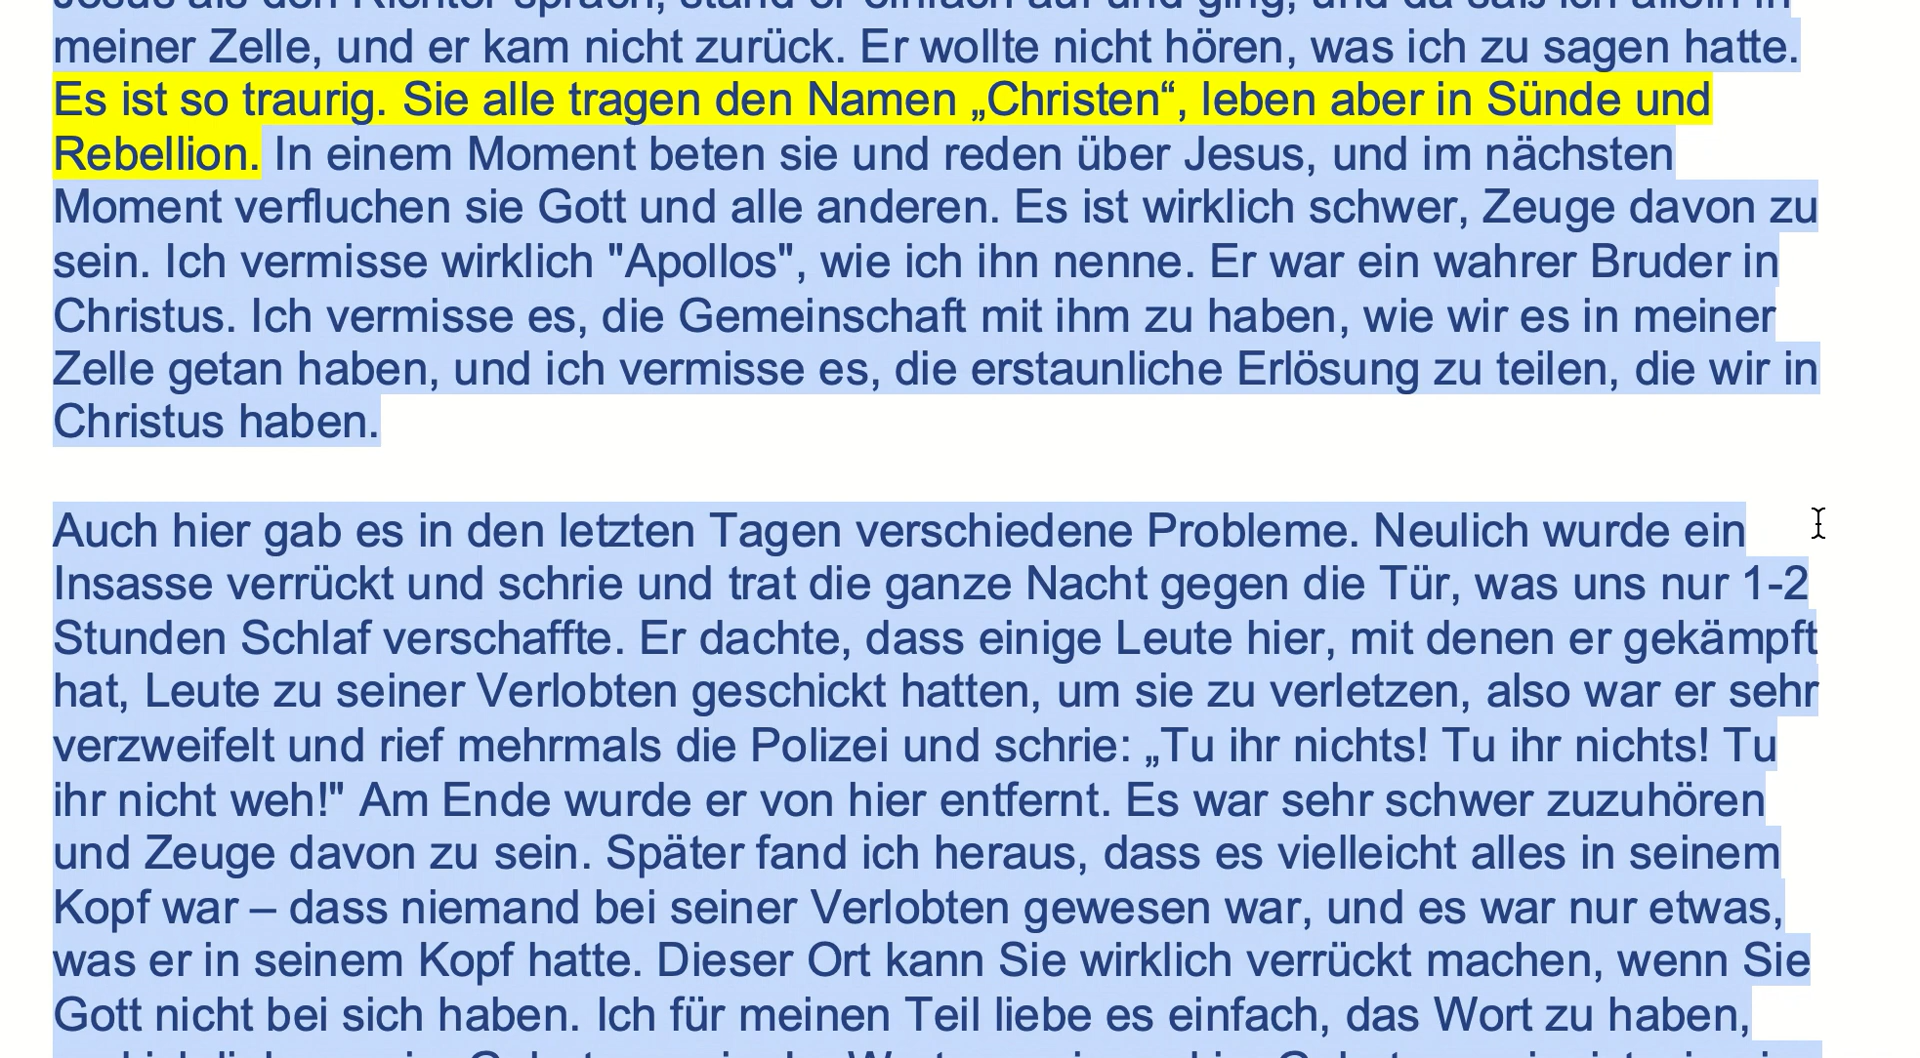 meiner Zelle, und er kam nicht zurück. Er wollte nicht hören, was ich zu sagen hatte.
Es ist so traurig. Sie alle tragen den Namen „Christen“, leben aber in Sünde und
Rebellion. In einem Moment beten sie und reden über Jesus, und im nächsten
Moment verfluchen sie Gott und alle anderen. Es ist wirklich schwer, Zeuge davon zu
sein. Ich vermisse wirklich "Apollos", wie ich ihn nenne. Er war ein wahrer Bruder in
Christus. Ich vermisse es, die Gemeinschaft mit ihm zu haben, wie wir es in meiner
Zelle getan haben, und ich vermisse es, die erstaunliche Erlösung zu teilen, die wir in
Christus haben.
Auch hier gab es in den letzten Tagen verschiedene Probleme. Neulich wurde ein
Insasse verrückt und schrie und trat die ganze Nacht gegen die Tür, was uns nur 1-2
Stunden Schlaf verschaffte. Er dachte, dass einige Leute hier, mit denen er gekämpft
hat, Leute zu seiner Verlobten geschickt hatten, um sie zu verletzen, also war er sehr
verzweifelt und rief mehrmals die Polizei und schrie: „Tu ihr nichts! Tu ihr nichts! Tu
ihr nicht weh!" Am Ende wurde er von hier entfernt. Es war sehr schwer zuzuhören
und Zeuge davon zu sein. Später fand ich heraus, dass es vielleicht alles in seinem
Kopf war – dass niemand bei seiner Verlobten gewesen war, und es war nur etwas,
was er in seinem Kopf hatte. Dieser Ort kann Sie wirklich verrückt machen, wenn Sie
Gott nicht bei sich haben. Ich für meinen Teil liebe es einfach, das Wort zu haben,